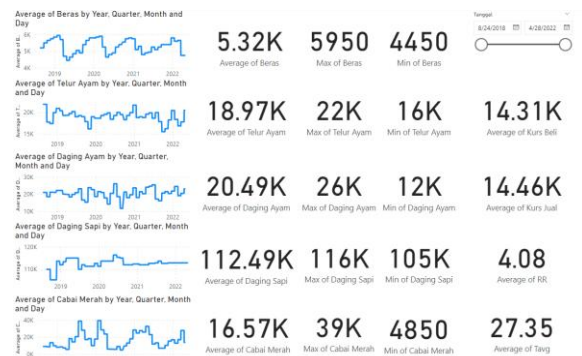 Average of Beras by Year, Quarter, Month and
Day
6K
5K
4K
2019 2020 2021 2022
5.32K
Average of Beras
5950
Max of Beras
4450
Min of Beras
Tanggal
8/24/2018 4/28/2022
Average of Telur Ayam by Year, Quarter, Month
and Day
20K
15K
2019 2020 2021 2022
18.97K
Average of Telur Ayam
22K
Max of Telur Ayam
16K
Min of Telur Ayam
14.31K
Average of Kurs Beli
Average of Daging Ayam by Year, Quarter,
Month and Day
30K
20K
10K
2019 2020 2021 2022
20.49K
Average of Daging Ayam
26K
Max of Daging Ayam
12K
Min of Daging Ayam
14.46K
Average of Kurs Jual
Average of Daging Sapi by Year, Quarter, Month
and Day
120K
110K
2019 2020 2021 2022
112.49K
Average of Daging Sapi
116K
Max of Daging Sapi
105K
Min of Daging Sapi
4.08
Average of RR
Average of Cabai Merah by Year, Quarter, Month
and Day
40K
20K
2019 2020 2021 2022
16.57K
Average of Cabai Merah
39K
Max of Cabai Merah
4850
Min of Cabai Merah
27.35
Average of Tavg